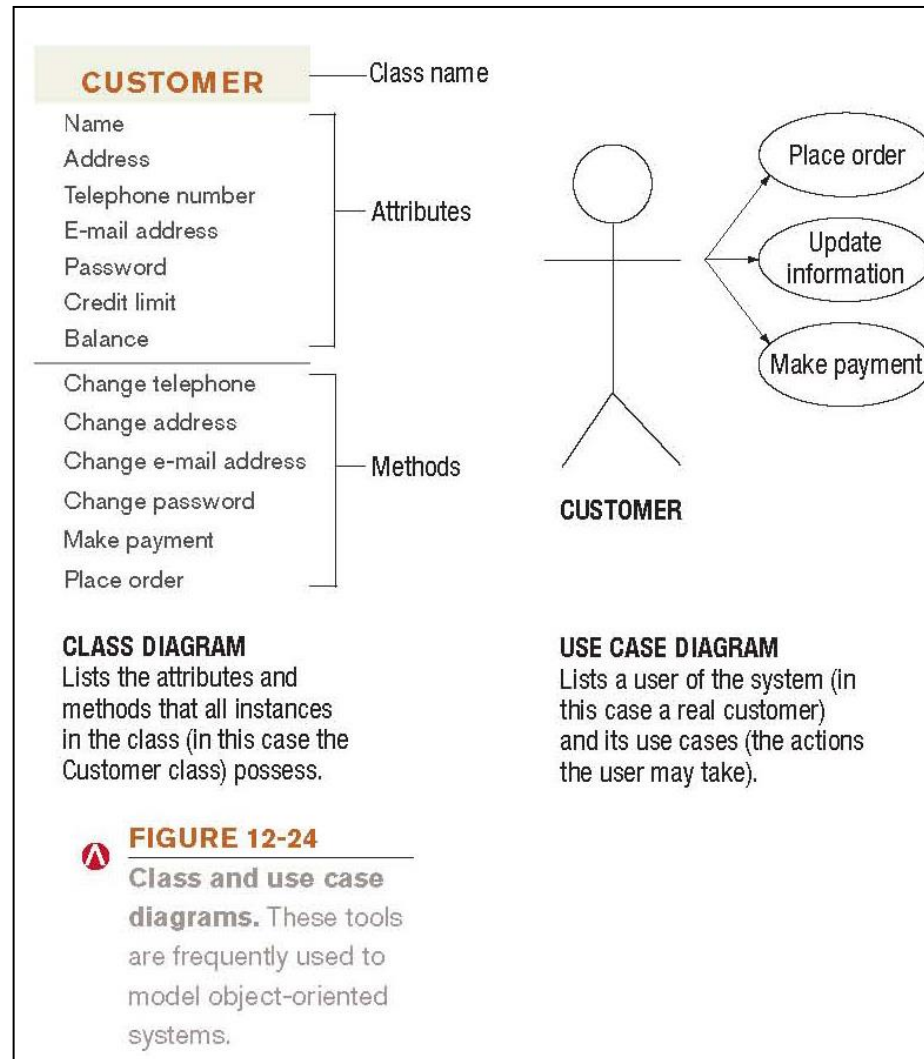 CUSTOMER
Class name
Name
Address
Telephone number
E-mail address
Password
Credit limit
Balance
Attributes
Change telephone
Change address
Change e-mail address
Change password
Make payment
Place order
Methods
CLASS DIAGRAM
Lists the attributes and
methods that all instances
in the class (in this case the
Customer class) possess.
Place order
Update
information
Make payment
CUSTOMER
USE CASE DIAGRAM
Lists a user of the system (in
this case a real customer)
and its use cases (the actions
the user may take).
FIGURE 12-24
Class and use case
diagrams. These tools
are frequently used to
model object-oriented
systems.